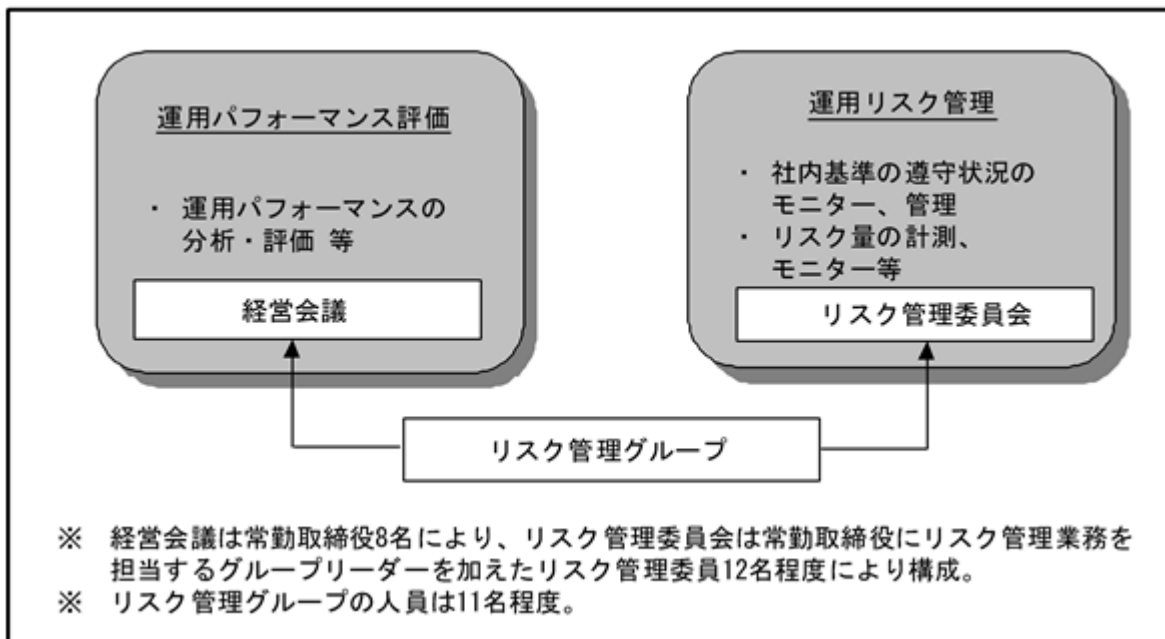 運用パフォーマンス評価
・ 運用パフォーマンスの
分析・評価 等
経営会議
運用リスク管理
・ 社内基準の遵守状況の
モニター、管理
・ リスク量の計測、
モニター等
リスク管理委員会
リスク管理グループ
※ 経営会議は常勤取締役8名により、リスク管理委員会は常勤取締役にリスク管理業務を
担当するグループリーダーを加えたリスク管理委員12名程度により構成。
※ リスク管理グループの人員は11名程度。